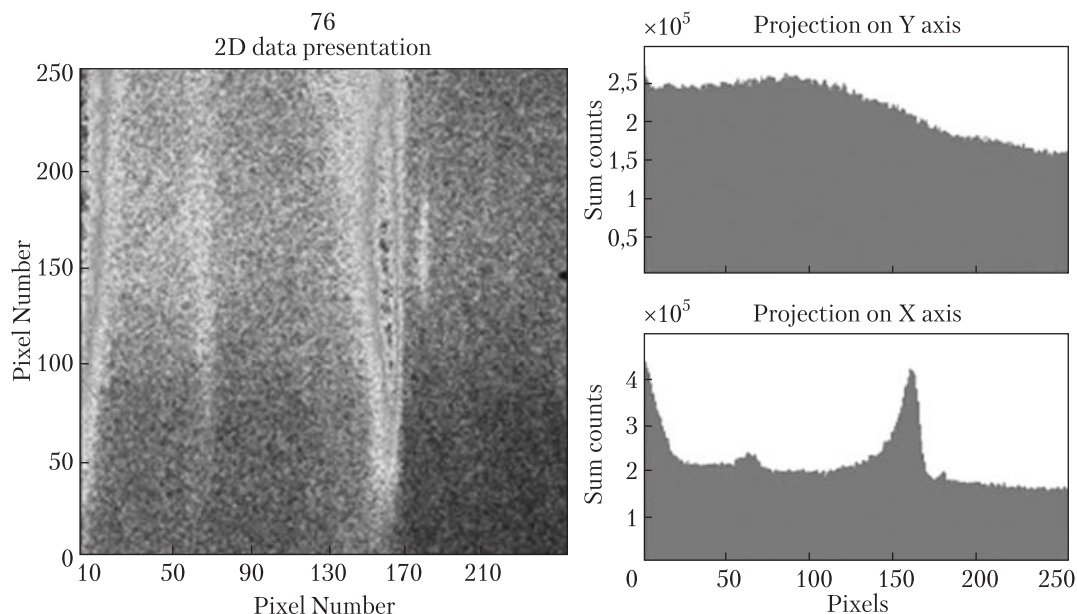 76
2D data presentation
250
200
150
100
50
0
Pixel Number
10 50 90 130 170 210
Pixel Number
×10⁵ Projection on Y axis
2,5
2
1,5
1
0,5
Sum counts
×10⁵ Projection on X axis
4
3
2
1
Sum counts
0 50 100 150 200 250
Pixels